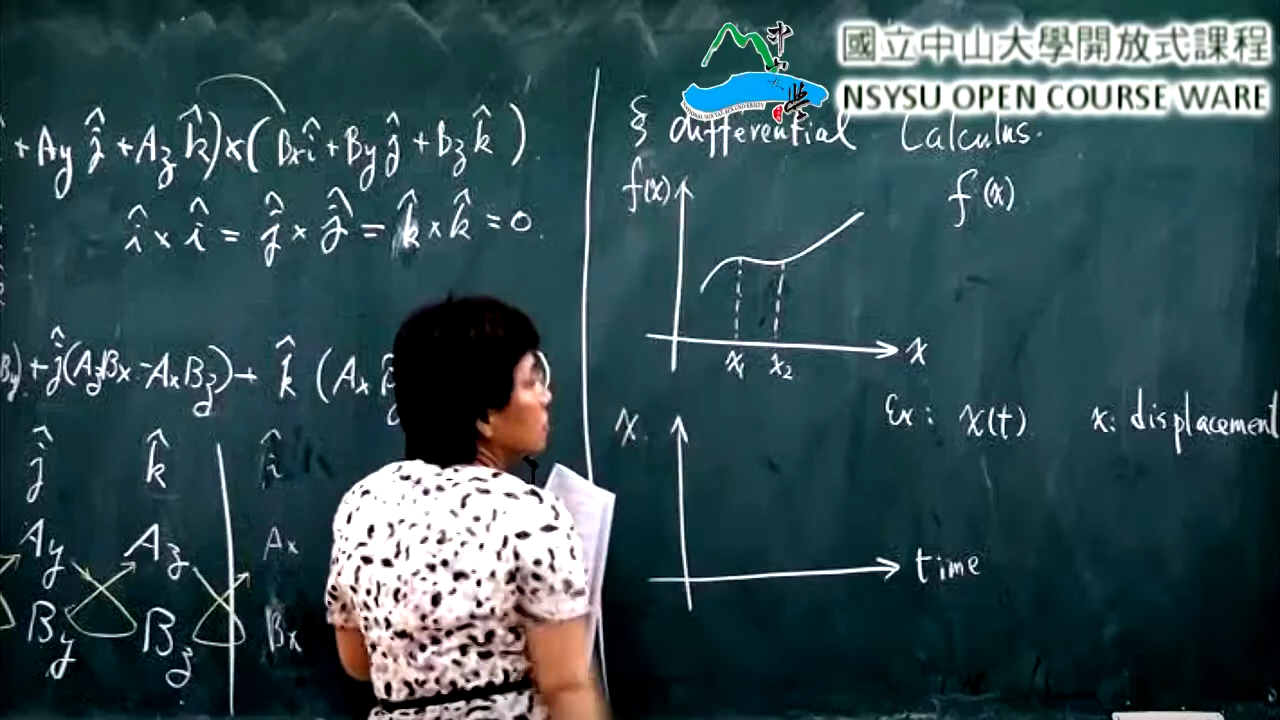 國立中山大學開放式課程
NSYSU OPEN COURSE WARE
+ Ay ĵ + Az k̂) × ( Bx î + By ĵ + Bz k̂ ).
î × î = ĵ × ĵ = k̂ × k̂ = 0.
By) + ĵ(AzBx - AxBz) + k̂ (Ax
ĵ k̂ î
Ay Az Ax
By Bz Bx
§ differential Calculus.
f(x)
f(x)
x₁ x₂
x
Ex: x(t) x: displacement
x.
time